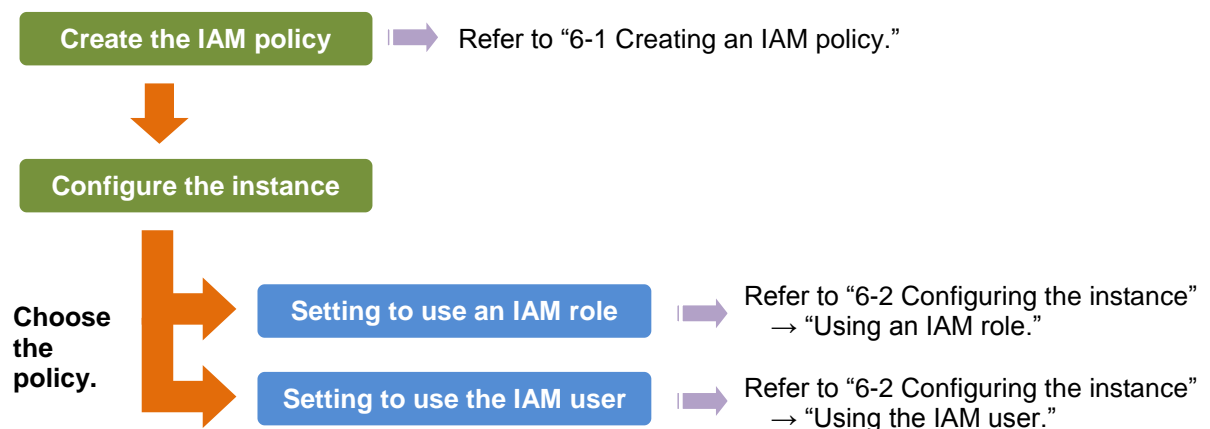 Create the IAM policy
Refer to “6-1 Creating an IAM policy.”
Configure the instance
Choose
the
policy.
Setting to use an IAM role
Refer to “6-2 Configuring the instance”
→ “Using an IAM role.”
Setting to use the IAM user
Refer to “6-2 Configuring the instance”
→ “Using the IAM user.”